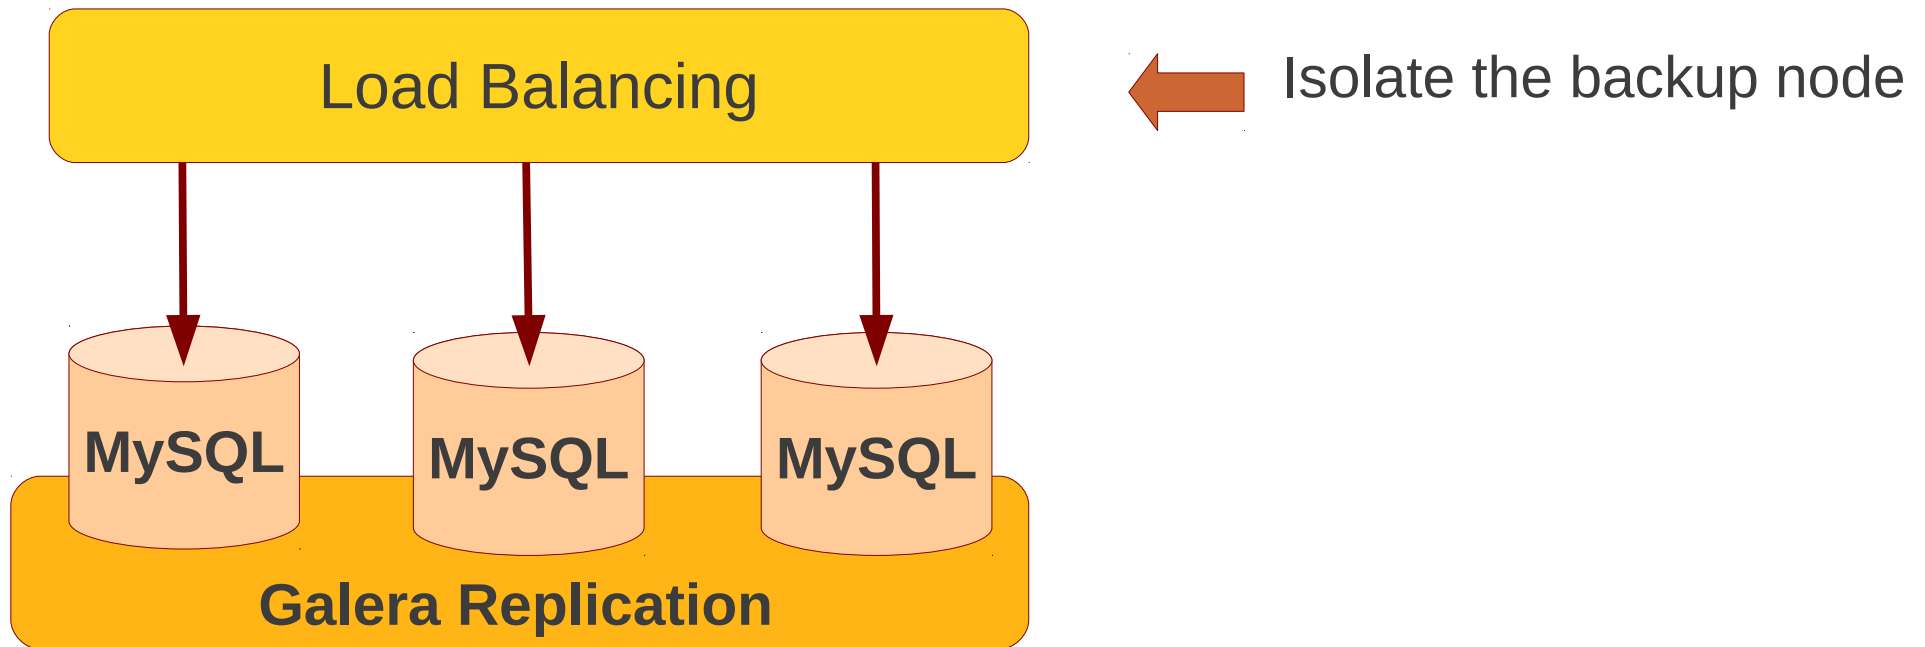 Load Balancing
Isolate the backup node
MySQL
MySQL
MySQL
Galera Replication